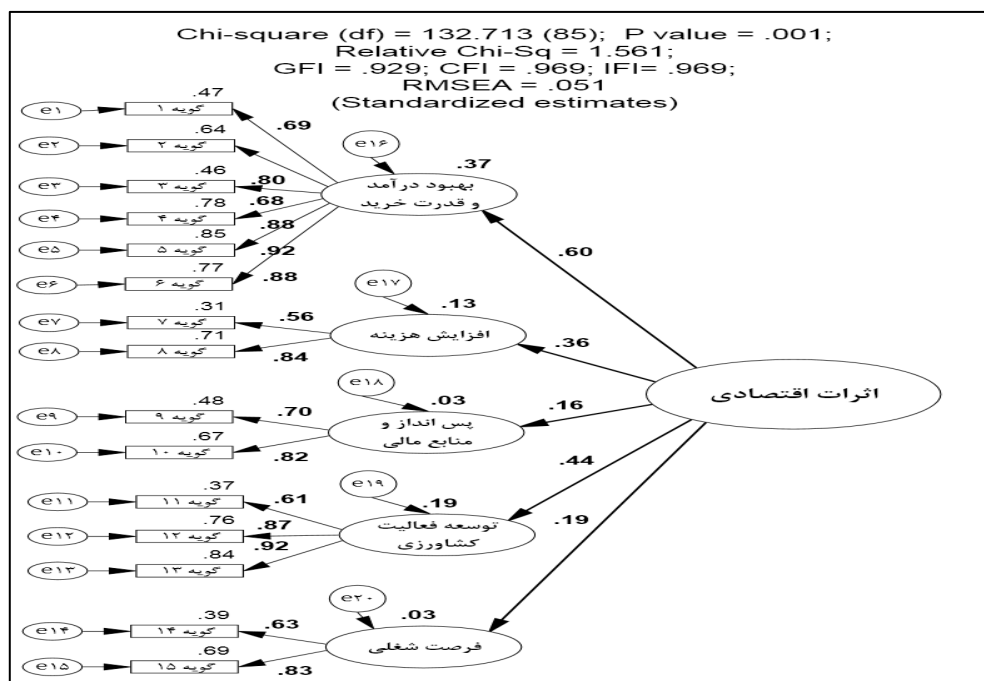 Chi-square (df) = 132.713 (85); P value = .001;
Relative Chi-Sq = 1.561;
GFI = .929; CFI = .969; IFI= .969;
RMSEA = .051
(Standardized estimates)
.47
e۱ گویه ۱
.69
.64
e۲ گویه ۲
.80
.46
e۳ گویه ۳
.68
.78
e۴ گویه ۴
.88
.85
e۵ گویه ۵
.92
.77
e۶ گویه ۶
.88
e۱۶
.37
بهبود درآمد
و قدرت خرید
.60
.31
e۷ گویه ۷
.56
.71
e۸ گویه ۸
.84
e۱۷
.13
افزایش هزینه
.36
.48
e۹ گویه ۹
.70
.67
e۱۰ گویه ۱۰
.82
e۱۸
.03
پس انداز و
منابع مالی
.16
اثرات اقتصادی
.37
e۱۱ گویه ۱۱
.61
.76
e۱۲ گویه ۱۲
.87
.84
e۱۳ گویه ۱۳
.92
e۱۹
.19
توسعه فعالیت
کشاورزی
.44
.39
e۱۴ گویه ۱۴
.63
.69
e۱۵ گویه ۱۵
.83
e۲۰
.03
فرصت شغلی
.19